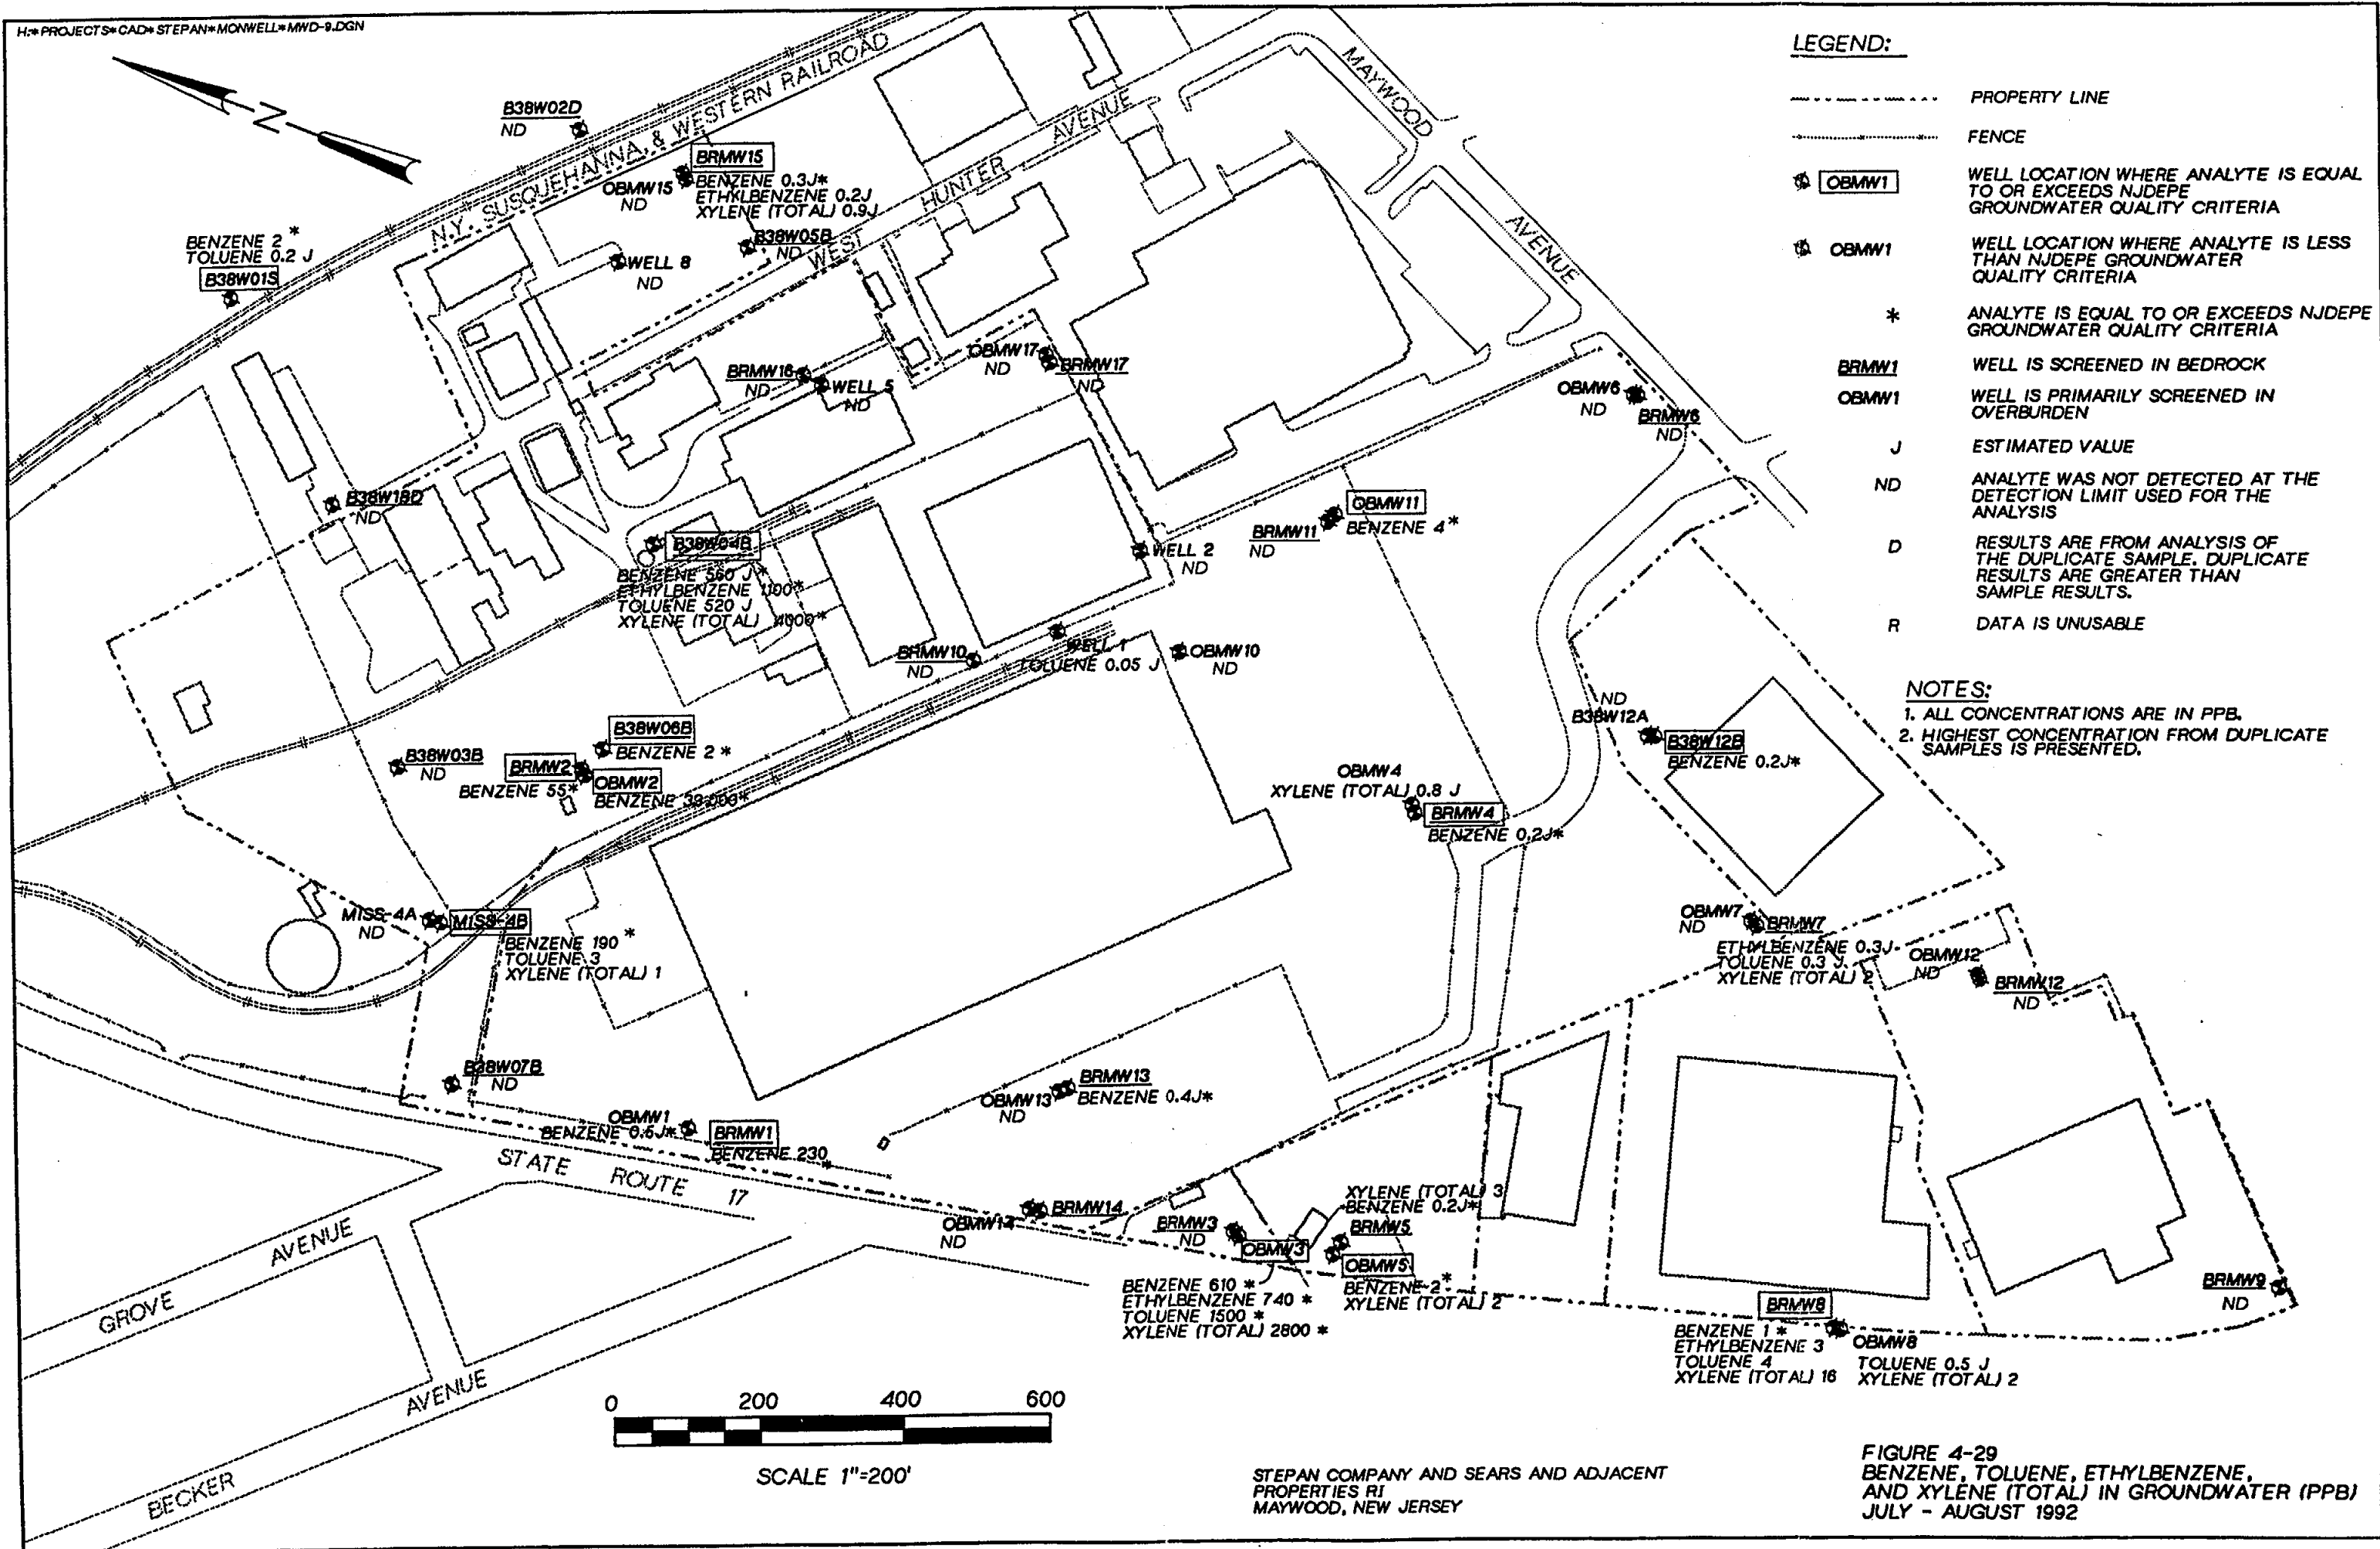 H:*PROJECTS*CAD*STEPAN*MONWELL*MWD-9.DGN
N
N.Y. SUSQUEHANNA & WESTERN RAILROAD
WEST HUNTER AVENUE
MAYWOOD AVENUE
B38W02D
ND
BRMW15
BENZENE 0.3J*
ETHYLBENZENE 0.2J
XYLENE (TOTAL) 0.9J
OBMW15
ND
B38W05B
ND
WELL 8
ND
BENZENE 2 *
TOLUENE 0.2 J
B38W01S
BRMW16
ND
WELL 5
ND
OBMW17
ND
BRMW17
ND
OBMW6
ND
BRMW6
ND
B38W18D
ND
B38W04B
BENZENE 560 J*
ETHYLBENZENE 1100*
TOLUENE 520 J
XYLENE (TOTAL) 4000*
OBMW11
BENZENE 4*
BRMW11
ND
WELL 2
ND
BRMW10
ND
WELL 1
TOLUENE 0.05 J
OBMW10
ND
ND
B38W12A
B38W12B
BENZENE 0.2J*
B38W06B
BENZENE 2 *
B38W03B
ND
BRMW2
BENZENE 55*
OBMW2
BENZENE
OBMW4
XYLENE (TOTAL) 0.8 J
BRMW4
BENZENE 0.2J*
MISS-4A
ND
MISS-4B
BENZENE 190 *
TOLUENE 3
XYLENE (TOTAL) 1
OBMW7
ND
BRMW7
ETHYLBENZENE 0.3J
TOLUENE 0.3 J
XYLENE (TOTAL) 2
OBMW12
ND
BRMW12
ND
B38W07B
ND
OBMW1
BENZENE 0.6J*
BRMW1
BENZENE 230 *
OBMW13
ND
BRMW13
BENZENE 0.4J*
STATE ROUTE 17
OBMW14
ND
BRMW14
BRMW3
ND
OBMW3
BENZENE 610 *
ETHYLBENZENE 740 *
TOLUENE 1500 *
XYLENE (TOTAL) 2800 *
XYLENE (TOTAL) 3
BENZENE 0.2J*
BRMW5
OBMW5
BENZENE 2 *
XYLENE (TOTAL) 2
BRMW8
BENZENE 1 *
ETHYLBENZENE 3
TOLUENE 4
XYLENE (TOTAL) 16
OBMW8
TOLUENE 0.5 J
XYLENE (TOTAL) 2
BRMW9
ND
GROVE AVENUE
BECKER AVENUE
0 200 400 600
SCALE 1"=200'
LEGEND:
PROPERTY LINE
FENCE
OBMW1 WELL LOCATION WHERE ANALYTE IS EQUAL
TO OR EXCEEDS NJDEPE
GROUNDWATER QUALITY CRITERIA
OBMW1 WELL LOCATION WHERE ANALYTE IS LESS
THAN NJDEPE GROUNDWATER
QUALITY CRITERIA
* ANALYTE IS EQUAL TO OR EXCEEDS NJDEPE
GROUNDWATER QUALITY CRITERIA
BRMW1 WELL IS SCREENED IN BEDROCK
OBMW1 WELL IS PRIMARILY SCREENED IN
OVERBURDEN
J ESTIMATED VALUE
ND ANALYTE WAS NOT DETECTED AT THE
DETECTION LIMIT USED FOR THE
ANALYSIS
D RESULTS ARE FROM ANALYSIS OF
THE DUPLICATE SAMPLE. DUPLICATE
RESULTS ARE GREATER THAN
SAMPLE RESULTS.
R DATA IS UNUSABLE
NOTES:
1. ALL CONCENTRATIONS ARE IN PPB.
2. HIGHEST CONCENTRATION FROM DUPLICATE
SAMPLES IS PRESENTED.
STEPAN COMPANY AND SEARS AND ADJACENT
PROPERTIES RI
MAYWOOD, NEW JERSEY
FIGURE 4-29
BENZENE, TOLUENE, ETHYLBENZENE,
AND XYLENE (TOTAL) IN GROUNDWATER (PPB)
JULY - AUGUST 1992